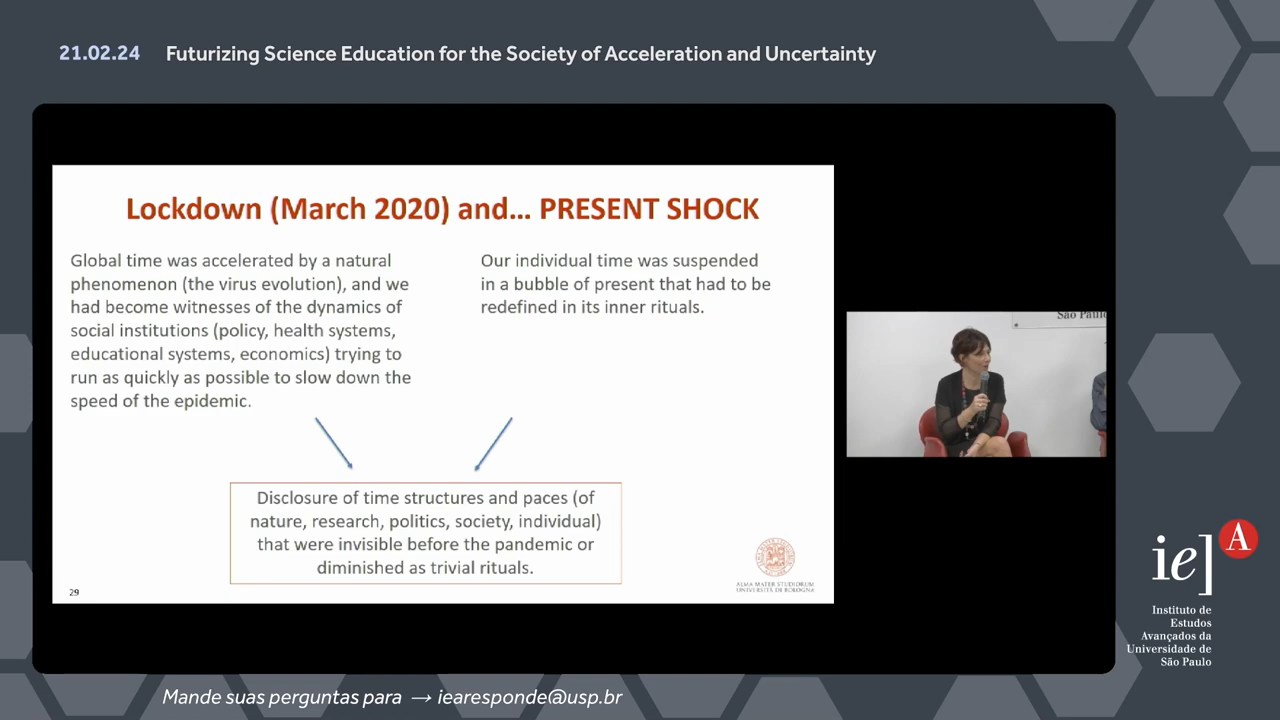 21.02.24 Futurizing Science Education for the Society of Acceleration and Uncertainty
Lockdown (March 2020) and... PRESENT SHOCK
Global time was accelerated by a natural
phenomenon (the virus evolution), and we
had become witnesses of the dynamics of
social institutions (policy, health systems,
educational systems, economics) trying to
run as quickly as possible to slow down the
speed of the epidemic.
Our individual time was suspended
in a bubble of present that had to be
redefined in its inner rituals.
Disclosure of time structures and paces (of
nature, research, politics, society, individual)
that were invisible before the pandemic or
diminished as trivial rituals.
29
ALMA MATER STUDIORUM
UNIVERSITÀ DI BOLOGNA
São Paulo
ie] A
Instituto de
Estudos
Avançados da
Universidade de
São Paulo
Mande suas perguntas para → iearesponde@usp.br